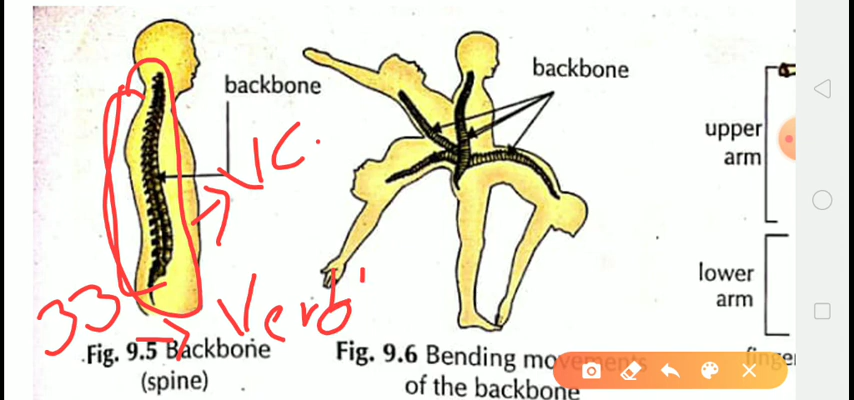 backbone
backbone
upper
arm
VC.
lower
arm
33 → Verb'
Fig. 9.5 Backbone
(spine)
Fig. 9.6 Bending movements
of the backbone